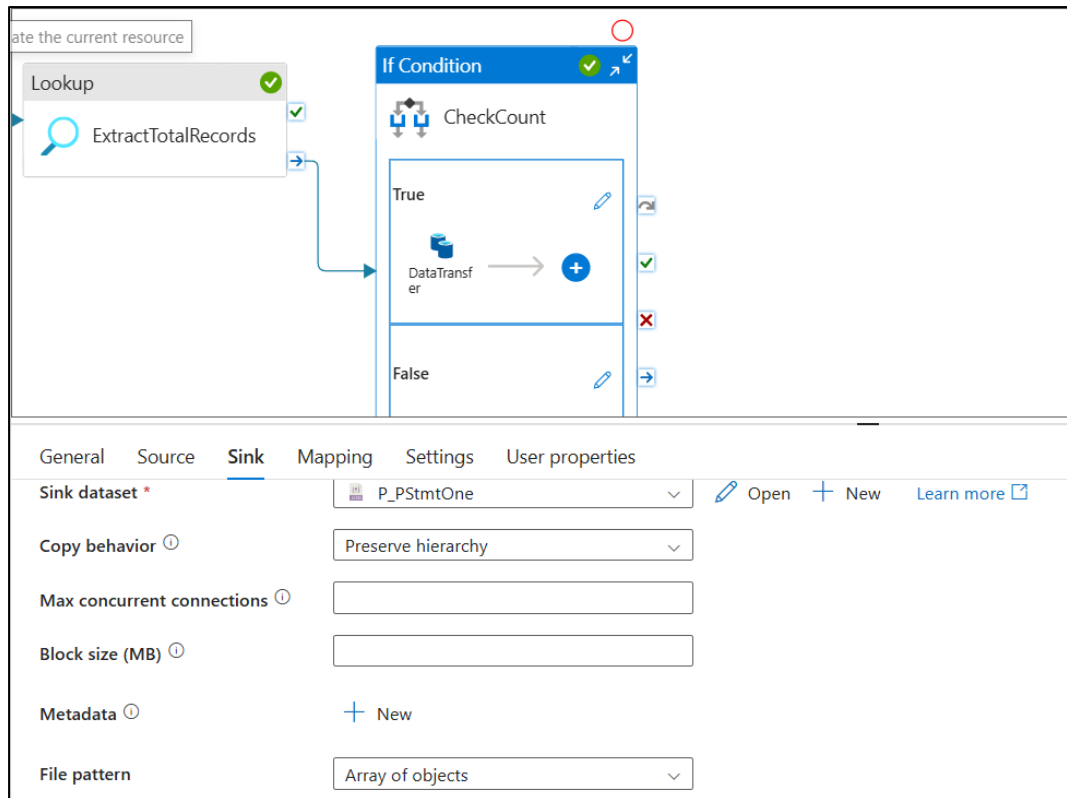 ate the current resource
Lookup
ExtractTotalRecords
If Condition
CheckCount
True
DataTransf
er
False
General Source Sink Mapping Settings User properties
Sink dataset * P_PStmtOne Open New Learn more
Copy behavior Preserve hierarchy
Max concurrent connections
Block size (MB)
Metadata New
File pattern Array of objects